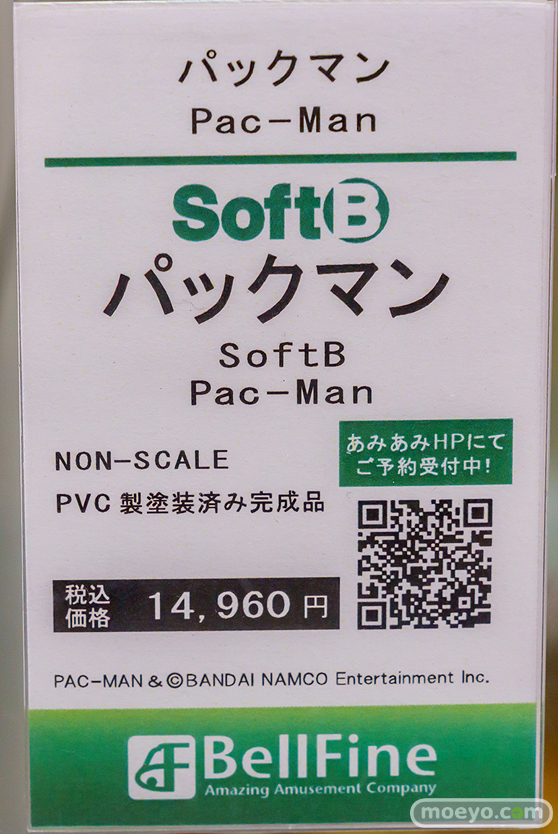 パックマン
Pac-Man
SoftB
パックマン
SoftB
Pac-Man
NON-SCALE
PVC製塗装済み完成品
あみあみHPにて
ご予約受付中!
税込
価格
14,960円
PAC-MAN & ©BANDAI NAMCO Entertainment Inc.
BellFine
Amazing Amusement Company
moeyo.com